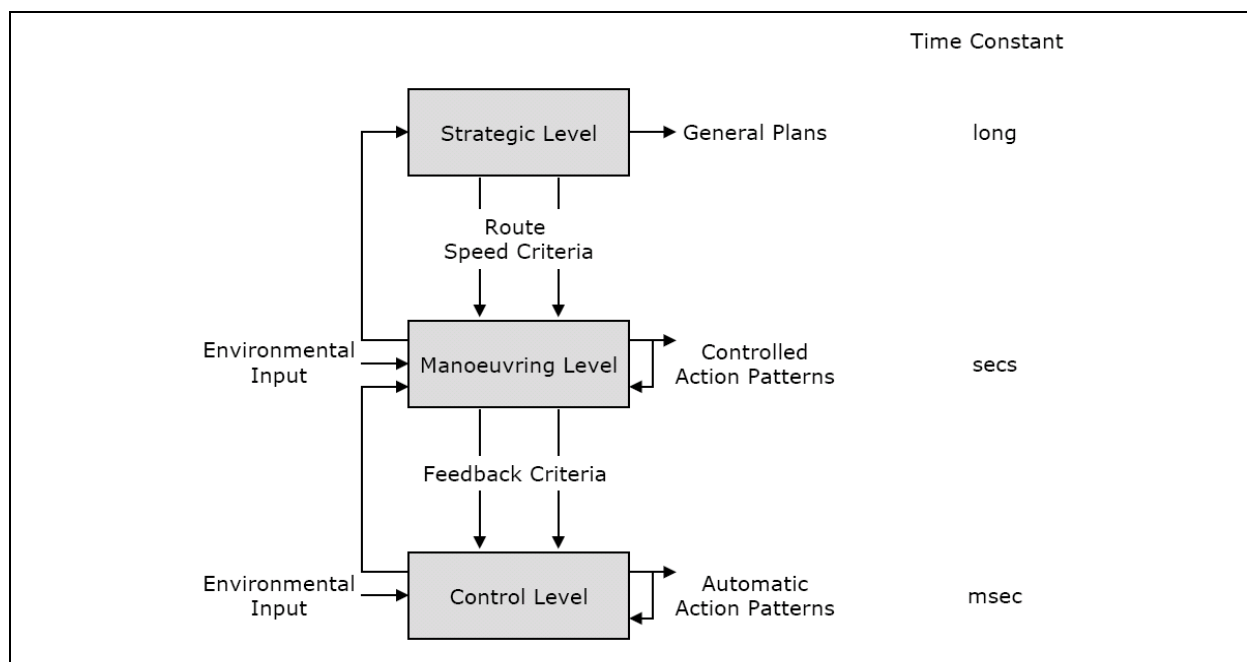 Time Constant
Strategic Level
General Plans
long
Route
Speed Criteria
Environmental
Input
Manoeuvring Level
Controlled
Action Patterns
secs
Feedback Criteria
Environmental
Input
Control Level
Automatic
Action Patterns
msec